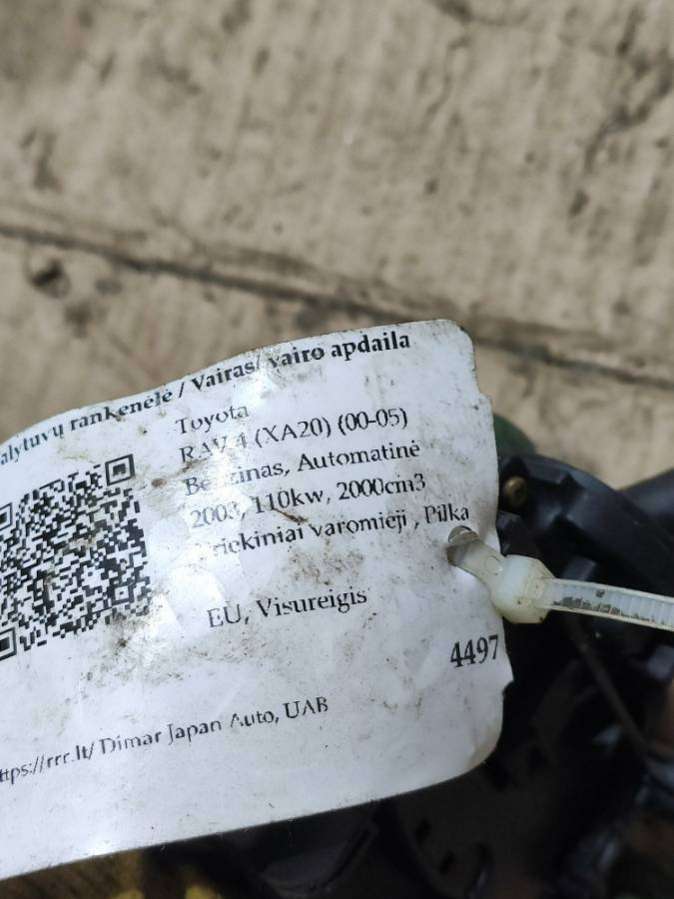 alytuvų rankenėlė / Vairas/ vairo apdaila
Toyota
RAV 4 (XA20) (00-05)
Benzinas, Automatinė
2003, 110kw, 2000cm3
Priekiniai varomieji , Pilka
EU, Visureigis
4497
ttps://rrr.lt/ Dimar Japan Auto, UAB